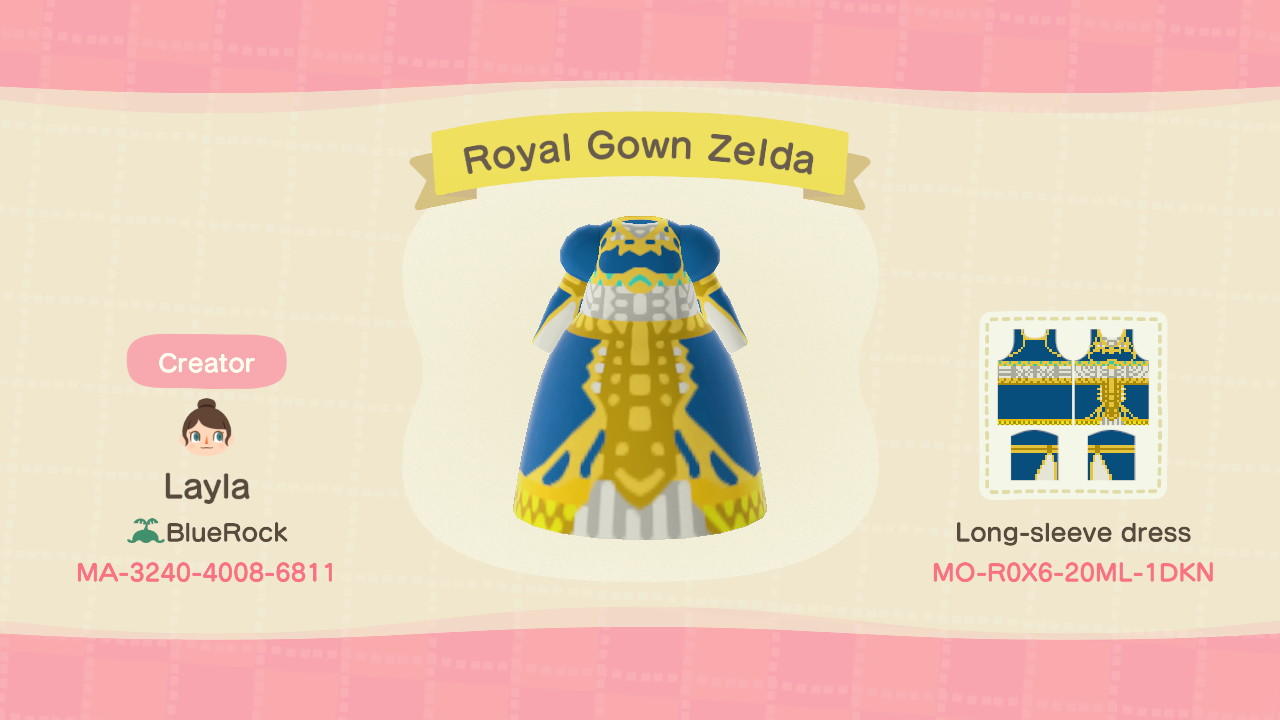 Royal Gown Zelda
Creator
Layla
BlueRock
MA-3240-4008-6811
Long-sleeve dress
MO-R0X6-20ML-1DKN